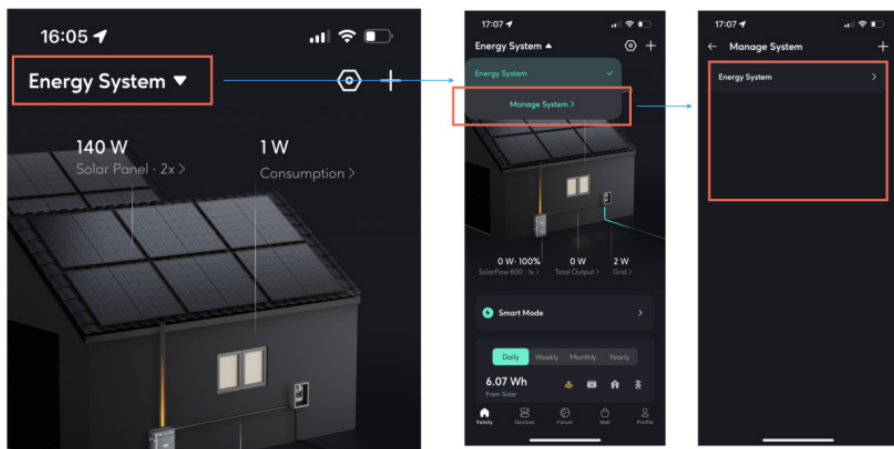 16:05
Energy System ▼
140 W
Solar Panel · 2x >
1 W
Consumption >
17:07
Energy System ▲
Energy System
Manage System >
0 W· 100%
SolarFlow 800 · 1x >
0 W
Total Output >
2 W
Grid >
Smart Mode
Daily Weekly Monthly Yearly
6.07 Wh
From Solar
Family Devices Forum Mall Profile
17:07
← Manage System +
Energy System >